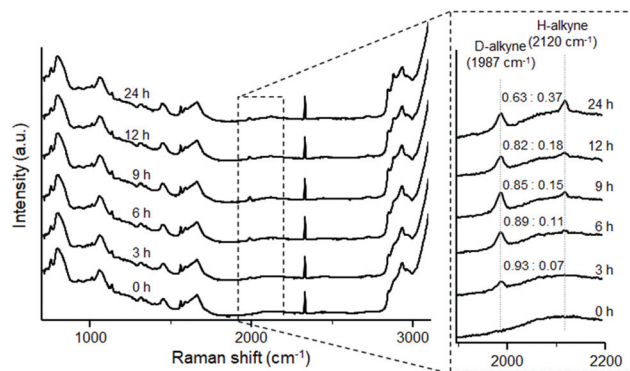 H-alkyne
D-alkyne (2120 cm⁻¹)
(1987 cm⁻¹)
24 h
0.63 : 0.37
24 h
12 h
0.82 : 0.18
12 h
9 h
0.85 : 0.15
9 h
6 h
0.89 : 0.11
6 h
3 h
0.93 : 0.07
3 h
0 h
0 h
Intensity (a.u.)
1000 2000 3000
2000 2200
Raman shift (cm⁻¹)